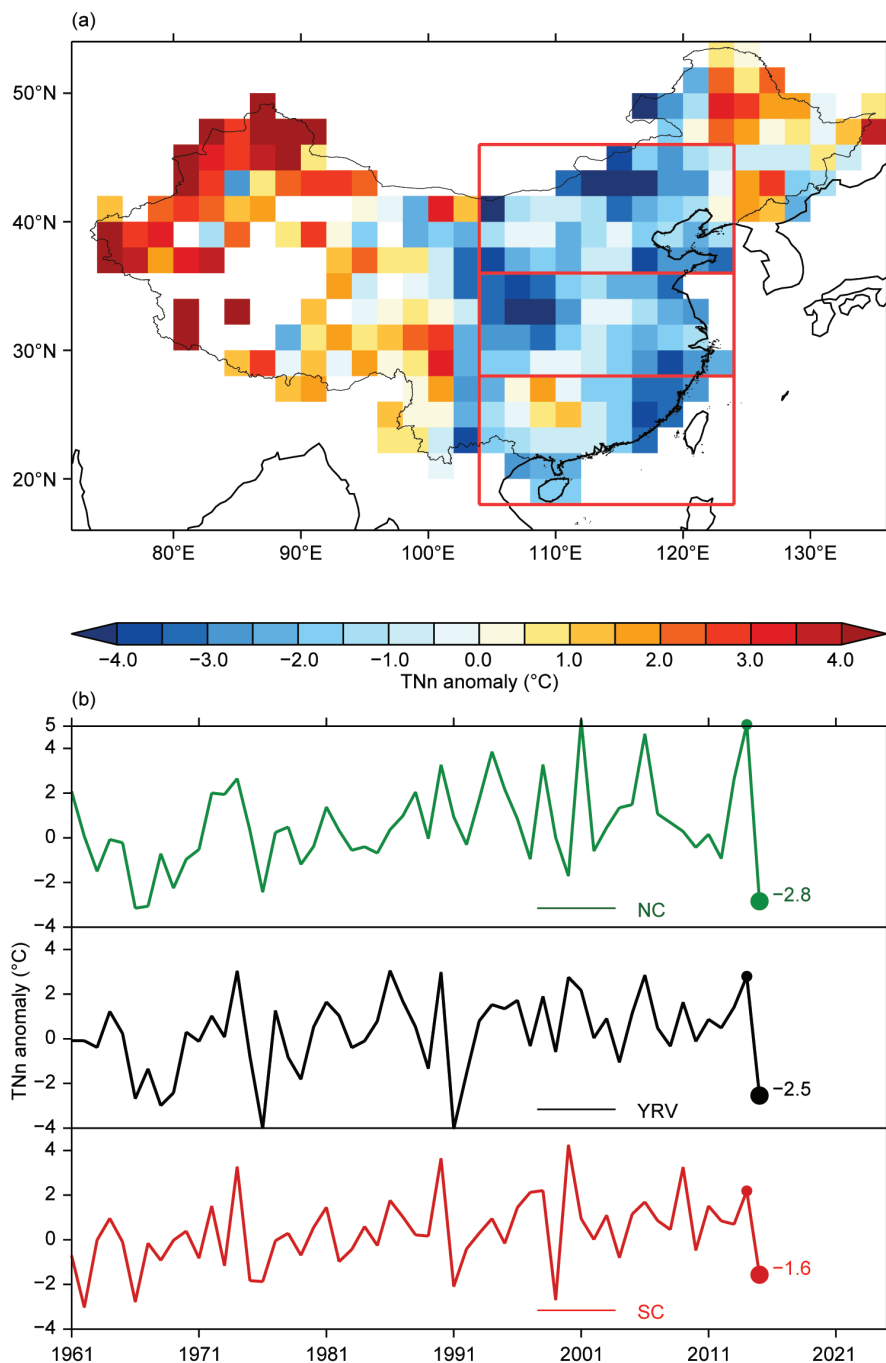 (a)
50°N
40°N
30°N
20°N
80°E 90°E 100°E 110°E 120°E 130°E
−4.0 −3.0 −2.0 −1.0 0.0 1.0 2.0 3.0 4.0
TNn anomaly (°C)
(b)
5
4
2
0
−2
−4
−2.8
NC
TNn anomaly (°C)
4
2
0
−2
−4
−2.5
YRV
4
2
0
−2
−4
−1.6
SC
1961 1971 1981 1991 2001 2011 2021